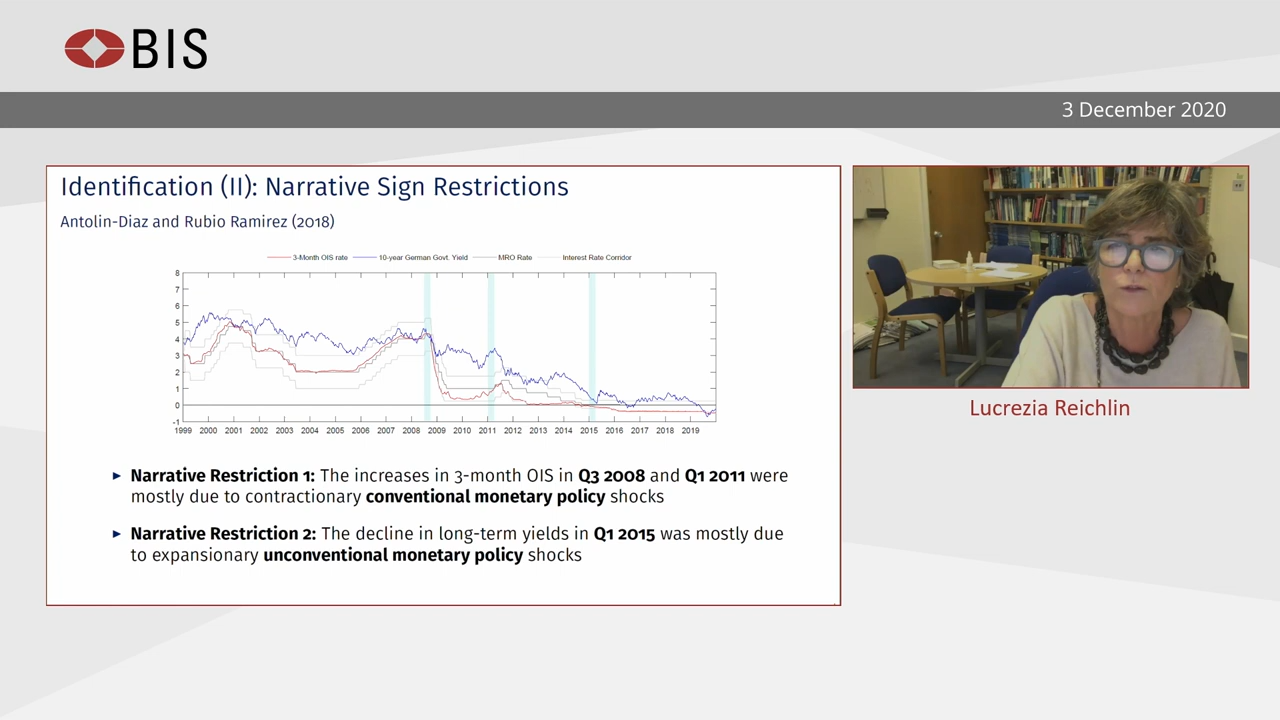 BIS
3 December 2020
Identification (II): Narrative Sign Restrictions
Antolin-Diaz and Rubio Ramirez (2018)
3-Month OIS rate 10-year German Govt. Yield MRO Rate Interest Rate Corridor
8
7
6
5
4
3
2
1
0
-1
1999 2000 2001 2002 2003 2004 2005 2006 2007 2008 2009 2010 2011 2012 2013 2014 2015 2016 2017 2018 2019
► Narrative Restriction 1: The increases in 3-month OIS in Q3 2008 and Q1 2011 were
mostly due to contractionary conventional monetary policy shocks
► Narrative Restriction 2: The decline in long-term yields in Q1 2015 was mostly due
to expansionary unconventional monetary policy shocks
Lucrezia Reichlin